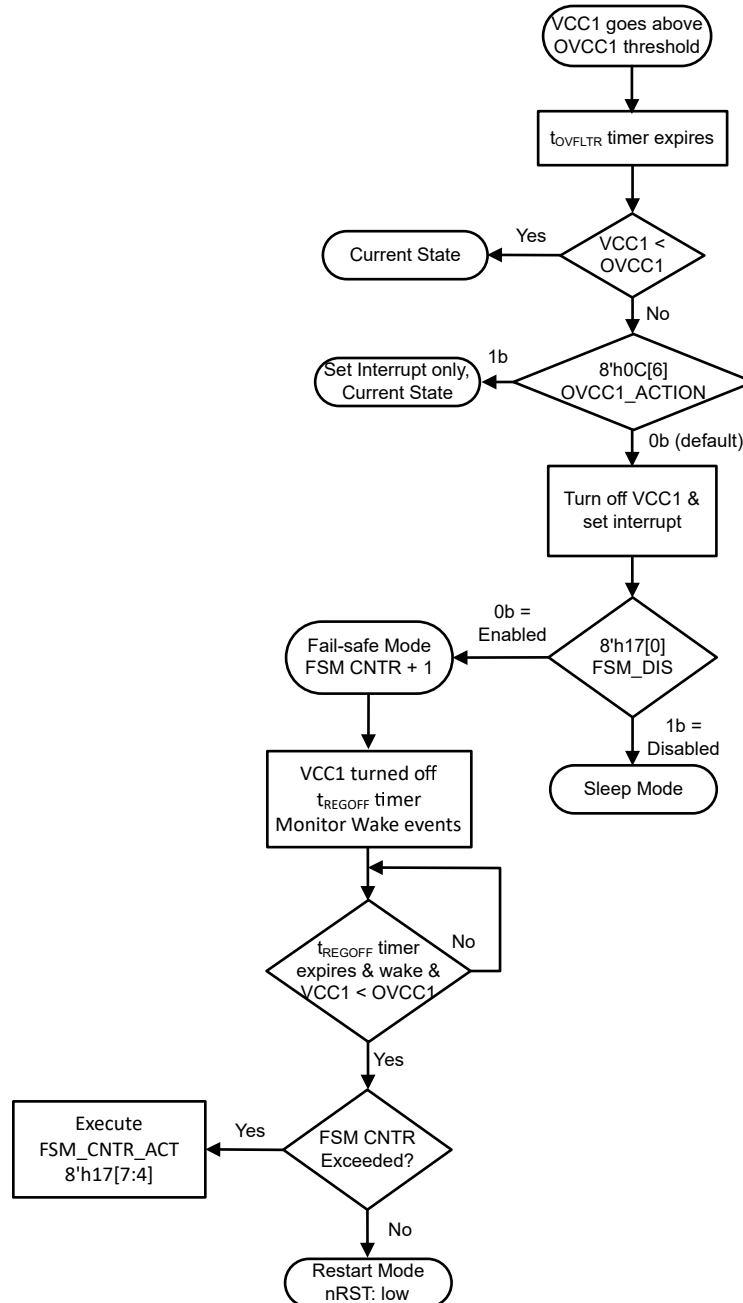 VCC1 goes above
OVCC1 threshold
tOVFLTR timer expires
VCC1 <
OVCC1
Yes
Current State
No
8'h0C[6]
OVCC1_ACTION
1b
Set Interrupt only,
Current State
0b (default)
Turn off VCC1 &
set interrupt
8'h17[0]
FSM_DIS
0b =
Enabled
Fail-safe Mode
FSM CNTR + 1
1b =
Disabled
Sleep Mode
VCC1 turned off
tREGOFF timer
Monitor Wake events
tREGOFF timer
expires & wake &
VCC1 < OVCC1
No
Yes
FSM CNTR
Exceeded?
Yes
Execute
FSM_CNTR_ACT
8'h17[7:4]
No
Restart Mode
nRST: low